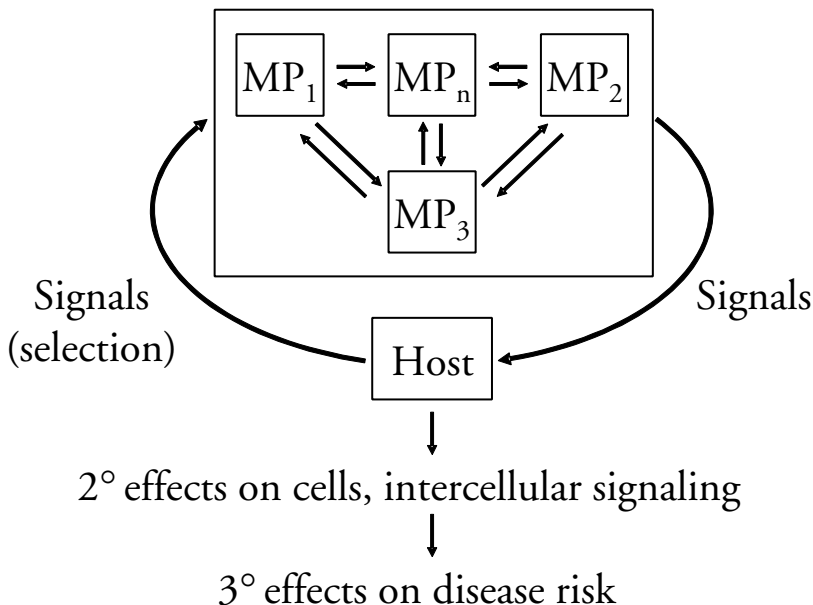 MP₁ MPₙ MP₂
MP₃
Signals
(selection)
Signals
Host
2° effects on cells, intercellular signaling
3° effects on disease risk